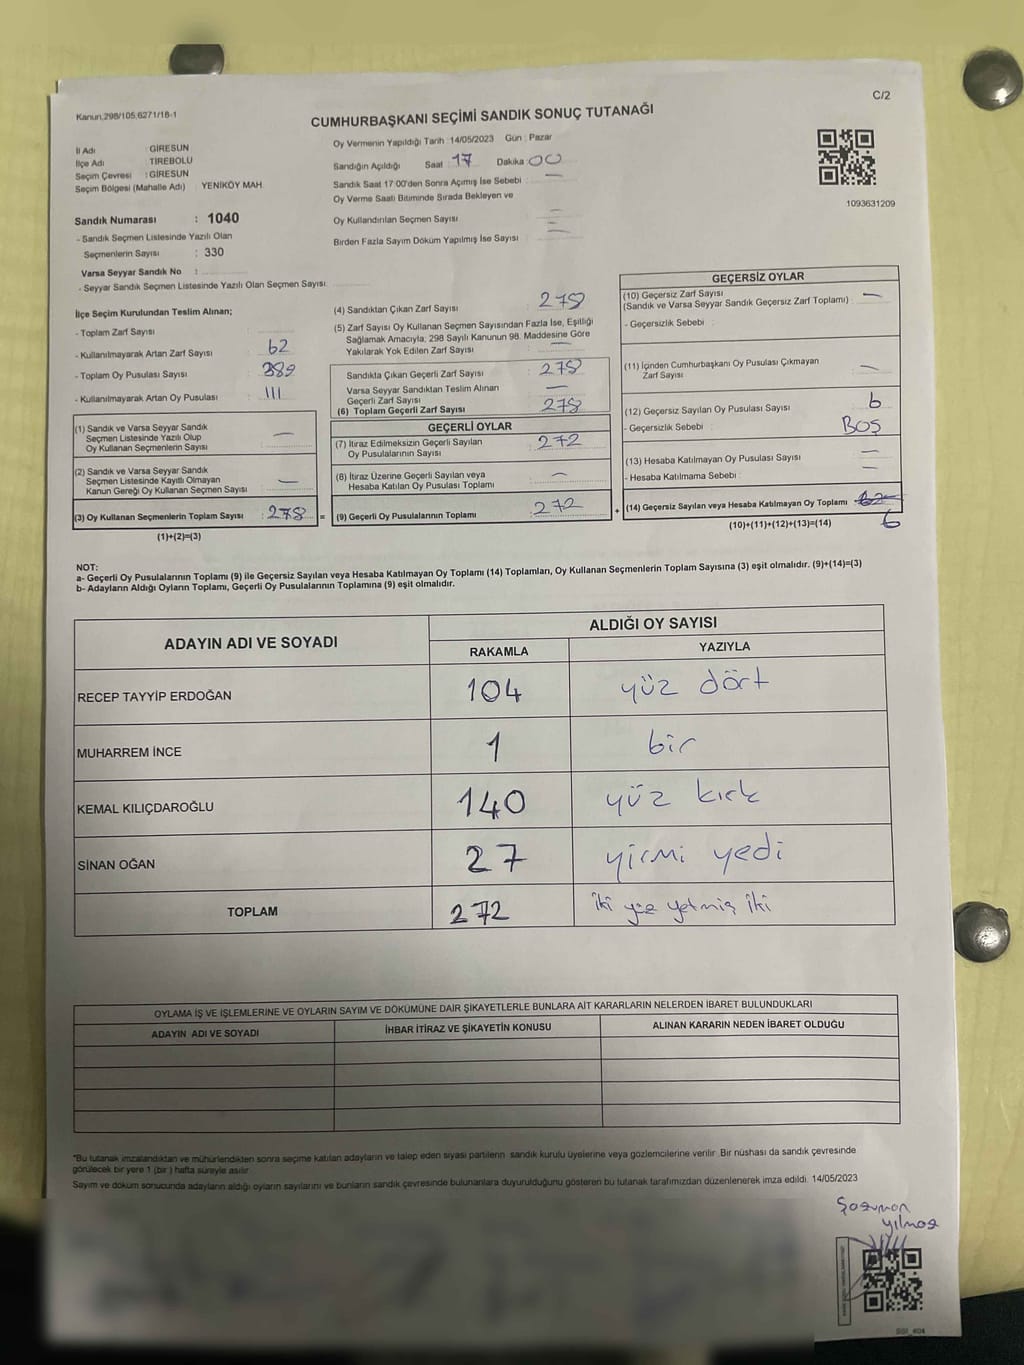 Kanun,298/105,6271/18-1
C/2
CUMHURBAŞKANI SEÇİMİ SANDIK SONUÇ TUTANAĞI
İl Adı : GİRESUN
İlçe Adı : TİREBOLU
Seçim Çevresi : GİRESUN
Seçim Bölgesi (Mahalle Adı) : YENİKÖY MAH.
Oy Vermenin Yapıldığı Tarih : 14/05/2023 Gün : Pazar
Sandığın Açıldığı Saat : 17 Dakika : 00
Sandık Saat 17:00'den Sonra Açımış İse Sebebi : —
Oy Verme Saati Bitiminde Sırada Bekleyen ve
Oy Kullandırılan Seçmen Sayısı
Birden Fazla Sayım Döküm Yapılmış İse Sayısı
1093631209
Sandık Numarası : 1040
- Sandık Seçmen Listesinde Yazılı Olan
Seçmenlerin Sayısı : 330
Varsa Seyyar Sandık No :
- Seyyar Sandık Seçmen Listesinde Yazılı Olan Seçmen Sayısı:
İlçe Seçim Kurulundan Teslim Alınan;
- Toplam Zarf Sayısı :
- Kullanılmayarak Artan Zarf Sayısı : 62
- Toplam Oy Pusulası Sayısı : 389
- Kullanılmayarak Artan Oy Pusulası : 111
(1) Sandık ve Varsa Seyyar Sandık
Seçmen Listesinde Yazılı Olup
Oy Kullanan Seçmenlerin Sayısı : —
(2) Sandık ve Varsa Seyyar Sandık
Seçmen Listesinde Kayıtlı Olmayan
Kanun Gereği Oy Kullanan Seçmen Sayısı : —
(3) Oy Kullanan Seçmenlerin Toplam Sayısı : 278 =
(1)+(2)=(3)
(4) Sandıktan Çıkan Zarf Sayısı : 278
(5) Zarf Sayısı Oy Kullanan Seçmen Sayısından Fazla İse, Eşitliği
Sağlamak Amacıyla; 298 Sayılı Kanunun 98. Maddesine Göre
Yakılarak Yok Edilen Zarf Sayısı : —
Sandıkta Çıkan Geçerli Zarf Sayısı : 278
Varsa Seyyar Sandıktan Teslim Alınan
Geçerli Zarf Sayısı : —
(6) Toplam Geçerli Zarf Sayısı : 278
GEÇERLİ OYLAR
(7) İtiraz Edilmeksizin Geçerli Sayılan
Oy Pusulalarının Sayısı : 272
(8) İtiraz Üzerine Geçerli Sayılan veya
Hesaba Katılan Oy Pusulası Toplamı : —
(9) Geçerli Oy Pusulalarının Toplamı : 272 +
GEÇERSİZ OYLAR
(10) Geçersiz Zarf Sayısı
(Sandık ve Varsa Seyyar Sandık Geçersiz Zarf Toplamı) : —
- Geçersizlik Sebebi :
(11) İçinden Cumhurbaşkanı Oy Pusulası Çıkmayan
Zarf Sayısı : —
(12) Geçersiz Sayılan Oy Pusulası Sayısı : 6
- Geçersizlik Sebebi : BOŞ
(13) Hesaba Katılmayan Oy Pusulası Sayısı : —
- Hesaba Katılmama Sebebi : —
(14) Geçersiz Sayılan veya Hesaba Katılmayan Oy Toplamı
6
(10)+(11)+(12)+(13)=(14)
NOT:
a- Geçerli Oy Pusulalarının Toplamı (9) ile Geçersiz Sayılan veya Hesaba Katılmayan Oy Toplamı (14) Toplamları, Oy Kullanan Seçmenlerin Toplam Sayısına (3) eşit olmalıdır. (9)+(14)=(3)
b- Adayların Aldığı Oyların Toplamı, Geçerli Oy Pusulalarının Toplamına (9) eşit olmalıdır.
ADAYIN ADI VE SOYADI ALDIĞI OY SAYISI
RAKAMLA YAZIYLA
RECEP TAYYİP ERDOĞAN 104 yüz dört
MUHARREM İNCE 1 bir
KEMAL KILIÇDAROĞLU 140 yüz kırk
SİNAN OĞAN 27 yirmi yedi
TOPLAM 272 iki yüz yetmiş iki
OYLAMA İŞ VE İŞLEMLERİNE VE OYLARIN SAYIM VE DÖKÜMÜNE DAİR ŞİKAYETLERLE BUNLARA AİT KARARLARIN NELERDEN İBARET BULUNDUKLARI
ADAYIN ADI VE SOYADI İHBAR İTİRAZ VE ŞİKAYETİN KONUSU ALINAN KARARIN NEDEN İBARET OLDUĞU
*Bu tutanak imzalandıktan ve mühürlendikten sonra seçime katılan adayların ve talep eden siyasi partilerin sandık kurulu üyelerine veya gözlemcilerine verilir. Bir nüshası da sandık çevresinde
görülecek bir yere 1 (bir ) hafta süreyle asılır.
Sayım ve döküm sonucunda adayların aldığı oyların sayılarını ve bunların sandık çevresinde bulunanlara duyurulduğunu gösteren bu tutanak tarafımızdan düzenlenerek imza edildi. 14/05/2023
yılmaz